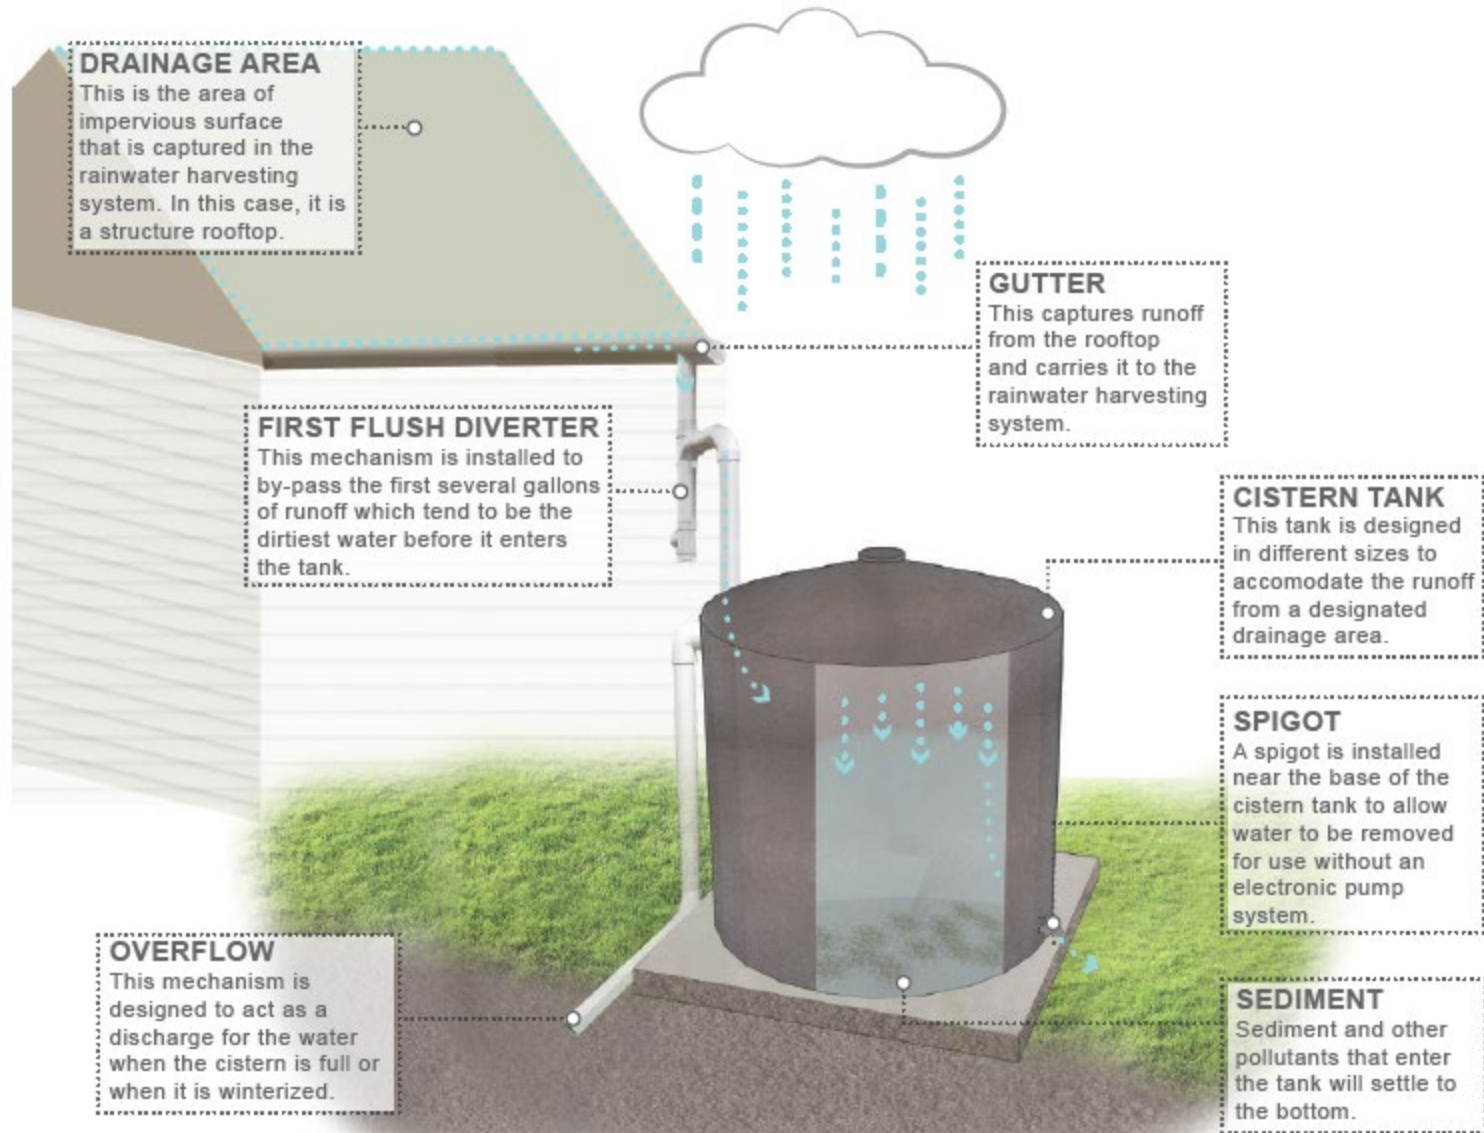 DRAINAGE AREA
This is the area of
impervious surface
that is captured in the
rainwater harvesting
system. In this case, it is
a structure rooftop.
GUTTER
This captures runoff
from the rooftop
and carries it to the
rainwater harvesting
system.
FIRST FLUSH DIVERTER
This mechanism is installed to
by-pass the first several gallons
of runoff which tend to be the
dirtiest water before it enters
the tank.
CISTERN TANK
This tank is designed
in different sizes to
accomodate the runoff
from a designated
drainage area.
SPIGOT
A spigot is installed
near the base of the
cistern tank to allow
water to be removed
for use without an
electronic pump
system.
OVERFLOW
This mechanism is
designed to act as a
discharge for the water
when the cistern is full or
when it is winterized.
SEDIMENT
Sediment and other
pollutants that enter
the tank will settle to
the bottom.